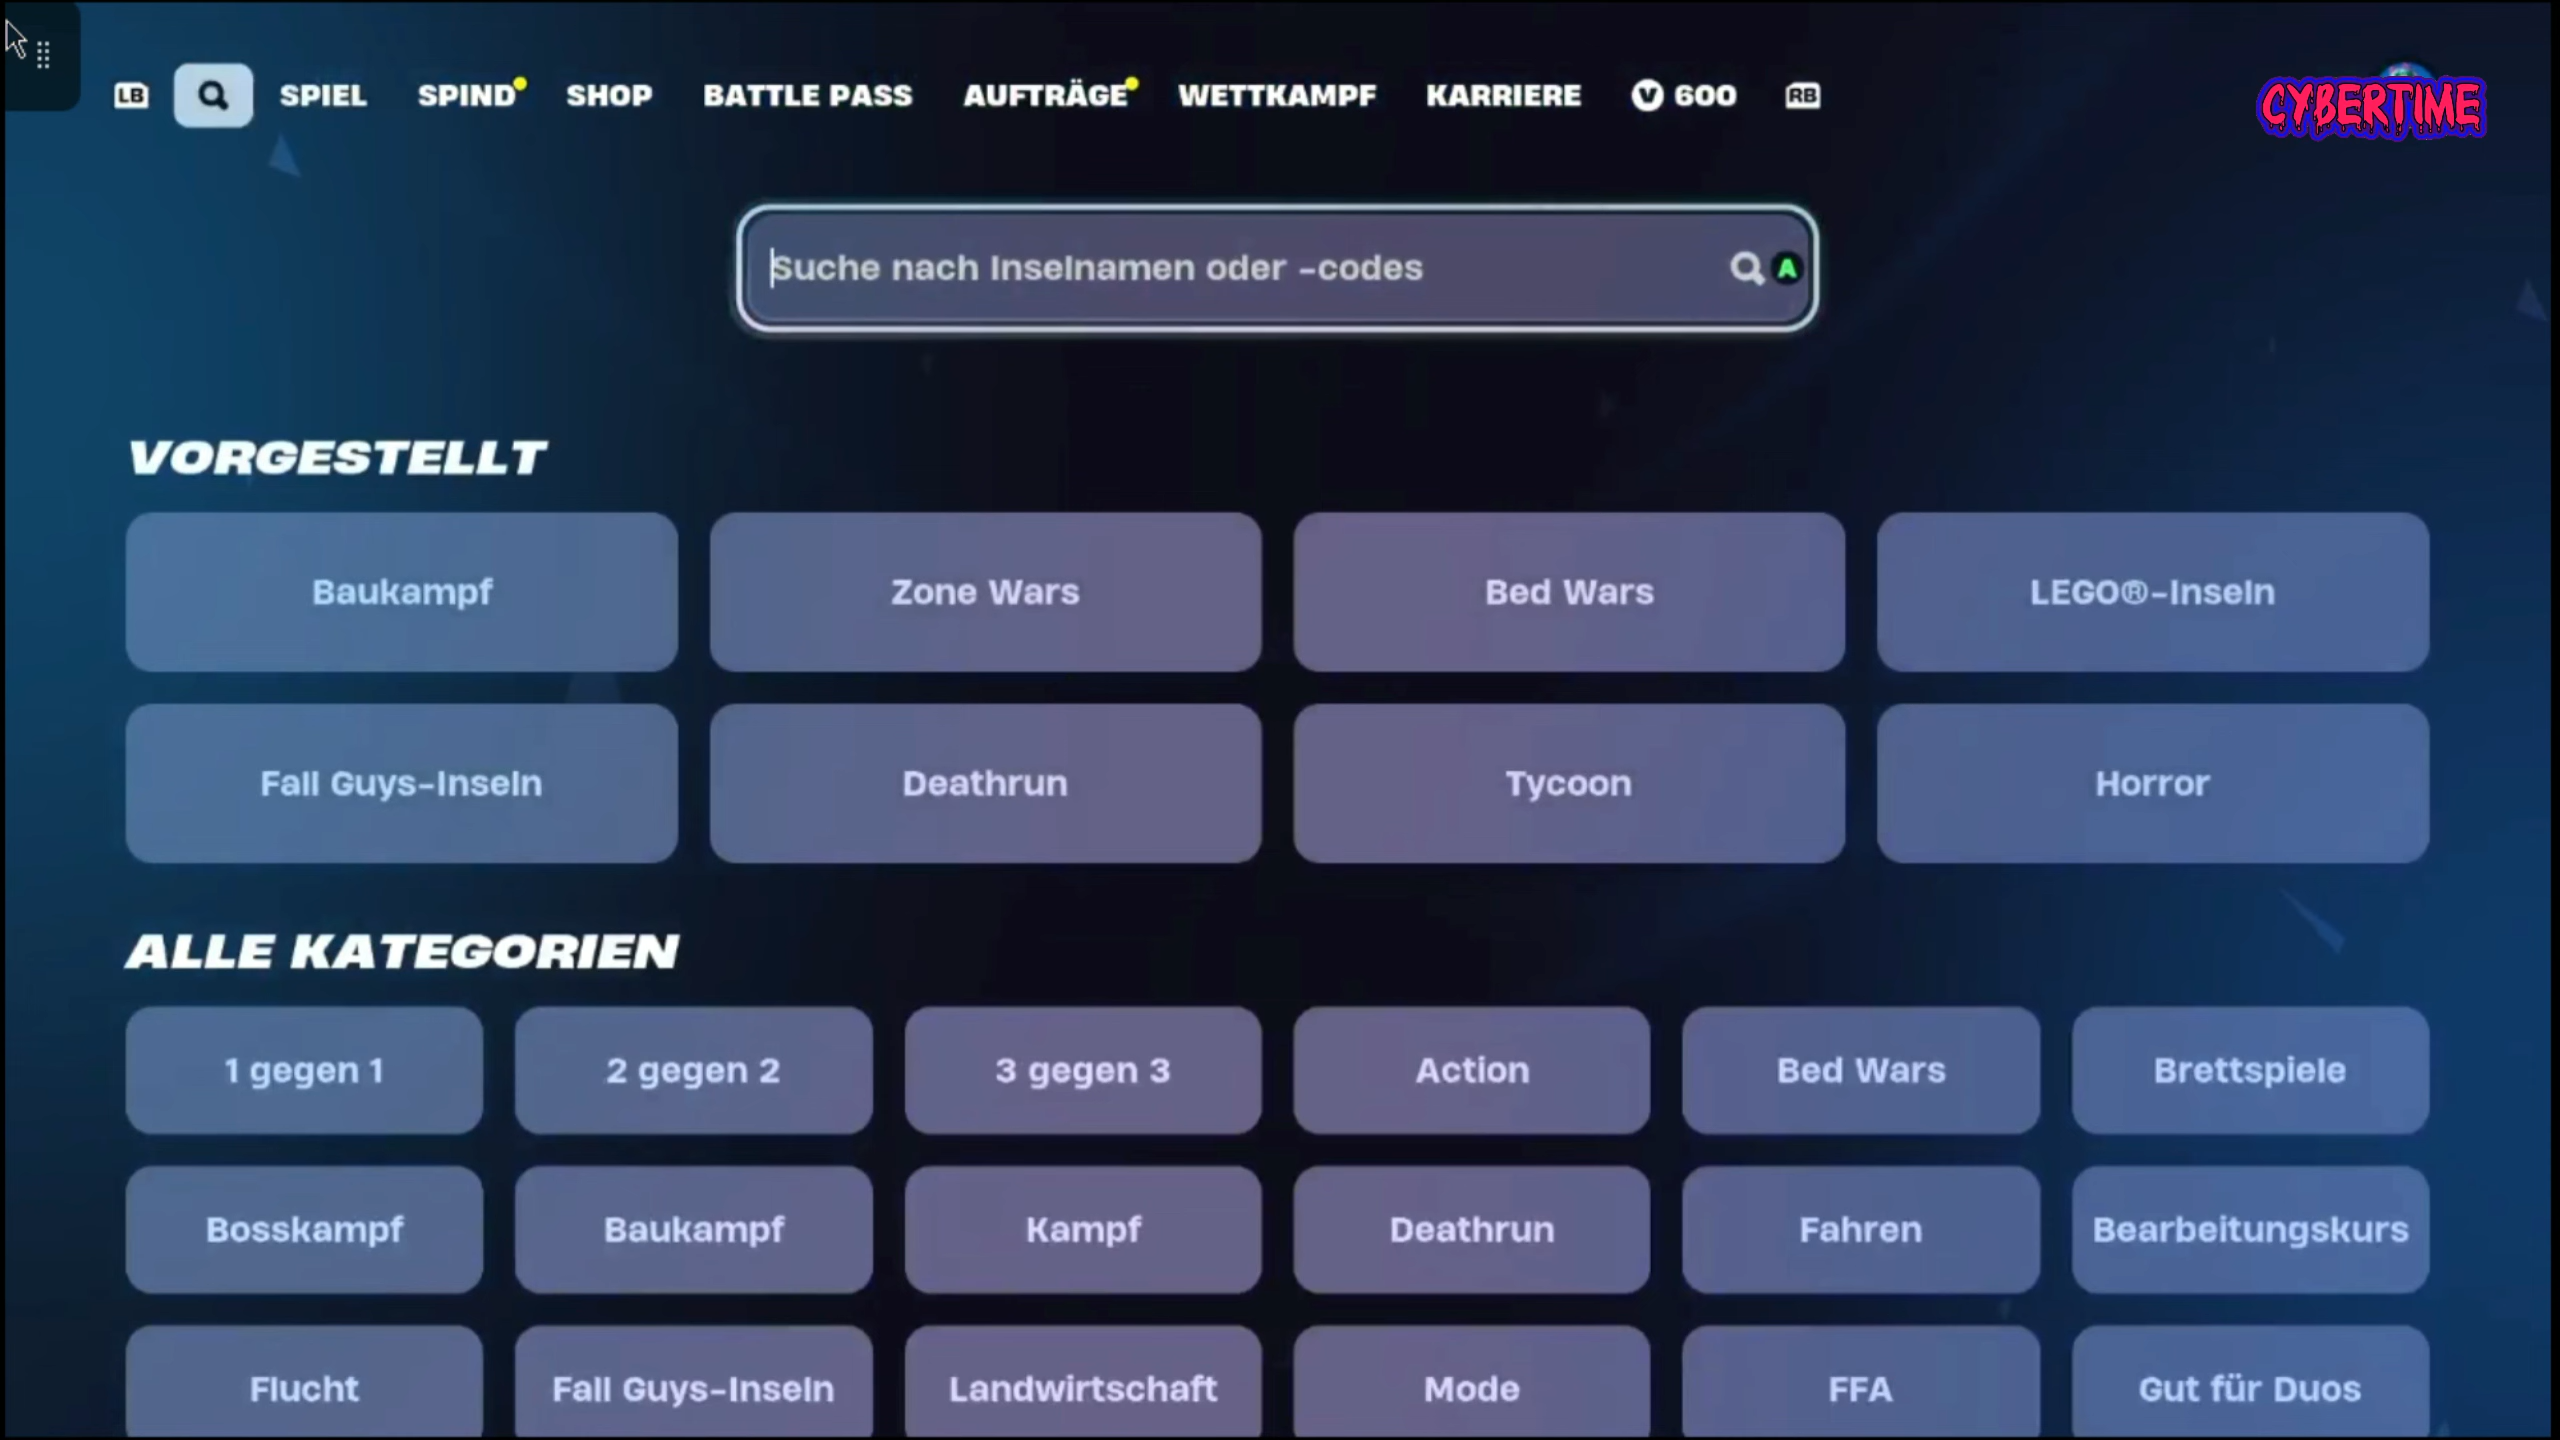 LB SPIEL SPIND SHOP BATTLE PASS AUFTRÄGE WETTKAMPF KARRIERE V 600 RB
CYBERTIME
Suche nach Inselnamen oder -codes A
VORGESTELLT
Baukampf Zone Wars Bed Wars LEGO®-Inseln
Fall Guys-Inseln Deathrun Tycoon Horror
ALLE KATEGORIEN
1 gegen 1 2 gegen 2 3 gegen 3 Action Bed Wars Brettspiele
Bosskampf Baukampf Kampf Deathrun Fahren Bearbeitungskurs
Flucht Fall Guys-Inseln Landwirtschaft Mode FFA Gut für Duos